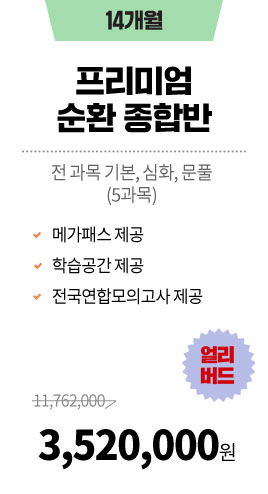 14개월
프리미엄
순환 종합반
전 과목 기본, 심화, 문풀
(5과목)
메가패스 제공
학습공간 제공
전국연합모의고사 제공
얼리
버드
11,762,000
3,520,000원